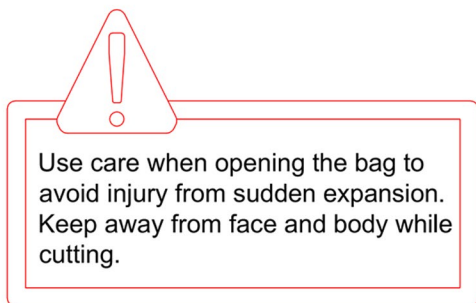 Use care when opening the bag to
avoid injury from sudden expansion.
Keep away from face and body while
cutting.